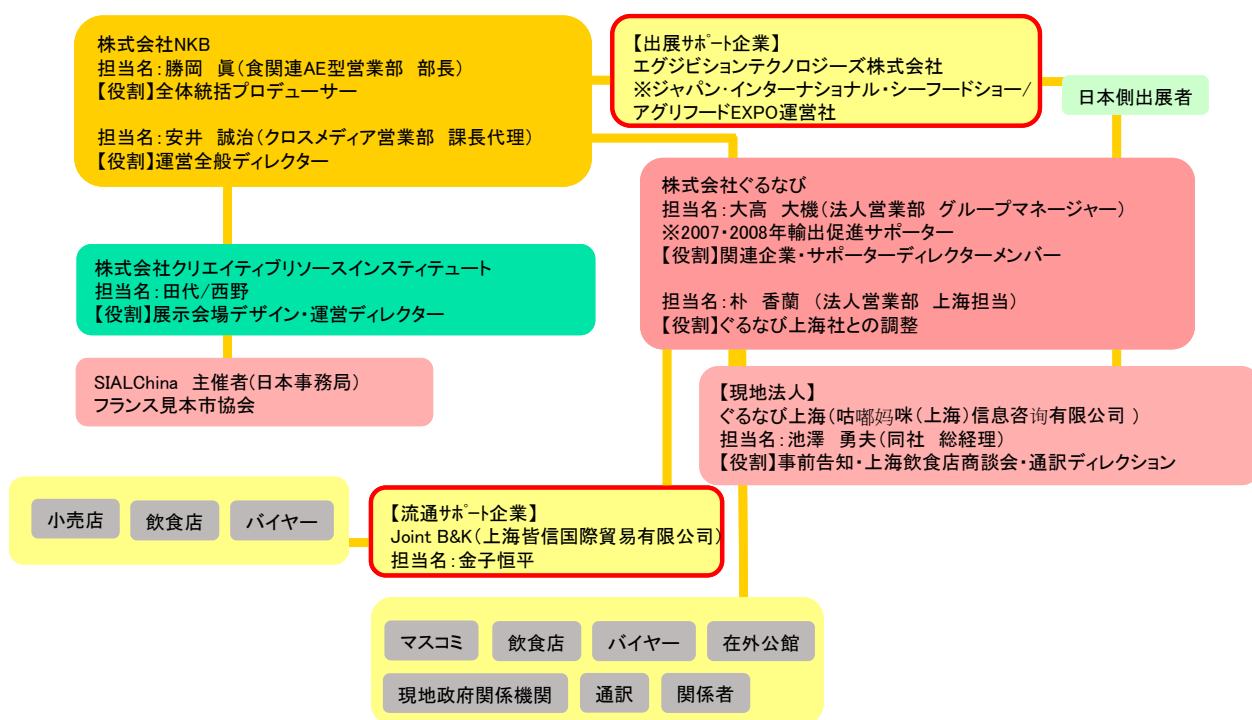 株式会社NKB
担当名:勝岡　眞(食関連AE型営業部　部長)
【役割】全体統括プロデューサー
担当名:安井　誠治(クロスメディア営業部　課長代理)
【役割】運営全般ディレクター
【出展サポート企業】
エグジビションテクノロジーズ株式会社
※ジャパン・インターナショナル・シーフードショー/
アグリフードEXPO運営社
日本側出展者
株式会社ぐるなび
担当名:大高　大機(法人営業部　グループマネージャー)
※2007・2008年輸出促進サポーター
【役割】関連企業・サポーターディレクターメンバー
担当名:朴　香蘭　(法人営業部　上海担当)
【役割】ぐるなび上海社との調整
株式会社クリエイティブリソースインスティテュート
担当名:田代/西野
【役割】展示会場デザイン・運営ディレクター
SIALChina　主催者(日本事務局)
フランス見本市協会
【現地法人】
ぐるなび上海(咕嘟妈咪(上海)信息咨询有限公司 )
担当名:池澤　勇夫(同社　総経理)
【役割】事前告知・上海飲食店商談会・通訳ディレクション
小売店
飲食店
バイヤー
【流通サポート企業】
Joint B&K(上海皆信国際貿易有限公司)
担当名:金子恒平
マスコミ
飲食店
バイヤー
在外公館
現地政府関係機関
通訳
関係者